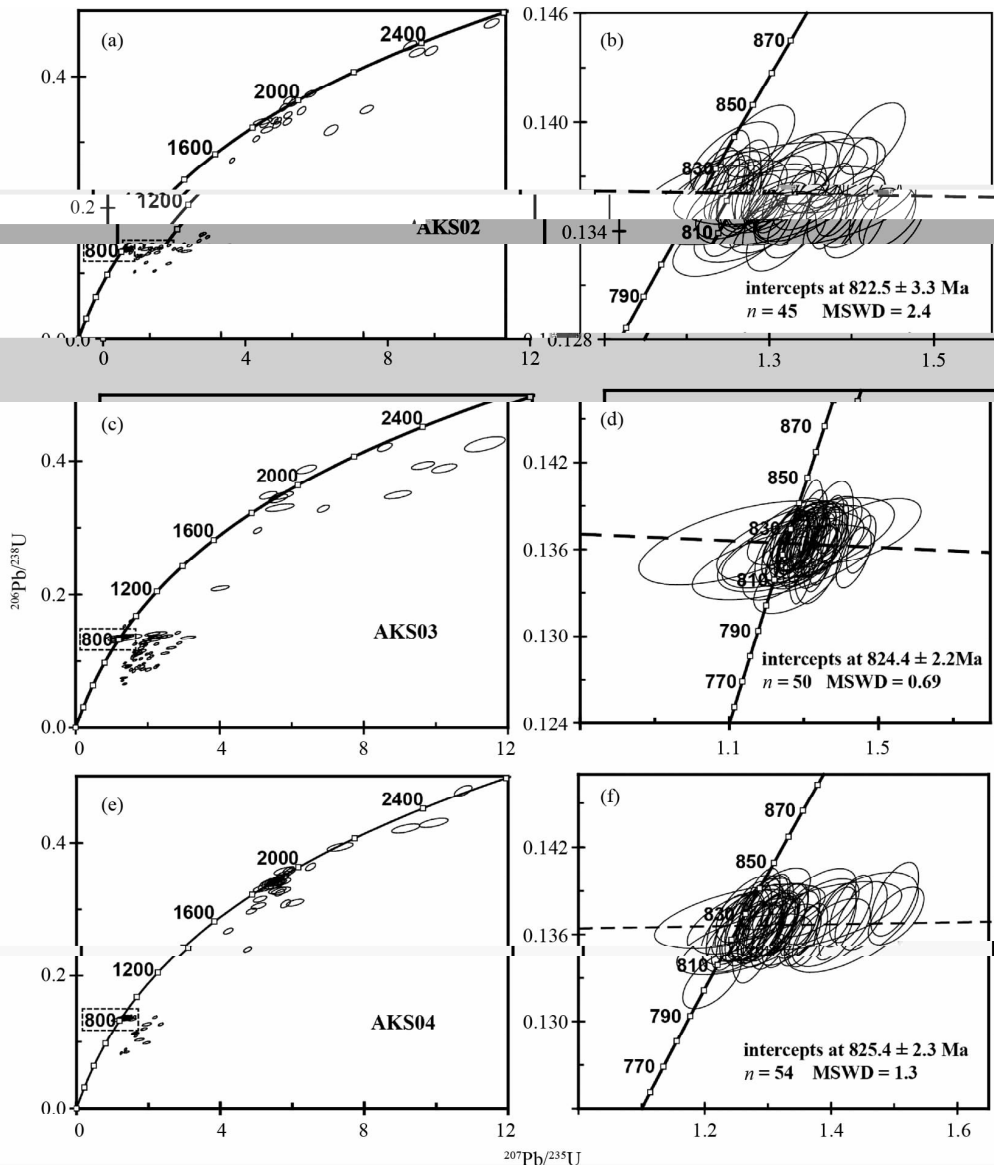 (a)
2400
2000
1600
1200
800
0.4
0.2
0.0
AKS02
0 4 8 12
(b)
0.146
0.140
0.134
0.128
870
850
830
810
790
intercepts at 822.5 ± 3.3 Ma
n = 45 MSWD = 2.4
1.3 1.5
(c)
2400
2000
1600
1200
800
0.4
0.2
0.0
AKS03
0 4 8 12
206Pb/238U
(d)
0.142
0.136
0.130
0.124
870
850
830
810
790
770
intercepts at 824.4 ± 2.2Ma
n = 50 MSWD = 0.69
1.1 1.5
(e)
2400
2000
1600
1200
800
0.4
0.2
0.0
AKS04
0 4 8 12
(f)
0.142
0.136
0.130
870
850
830
810
790
770
intercepts at 825.4 ± 2.3 Ma
n = 54 MSWD = 1.3
1.2 1.4 1.6
207Pb/235U